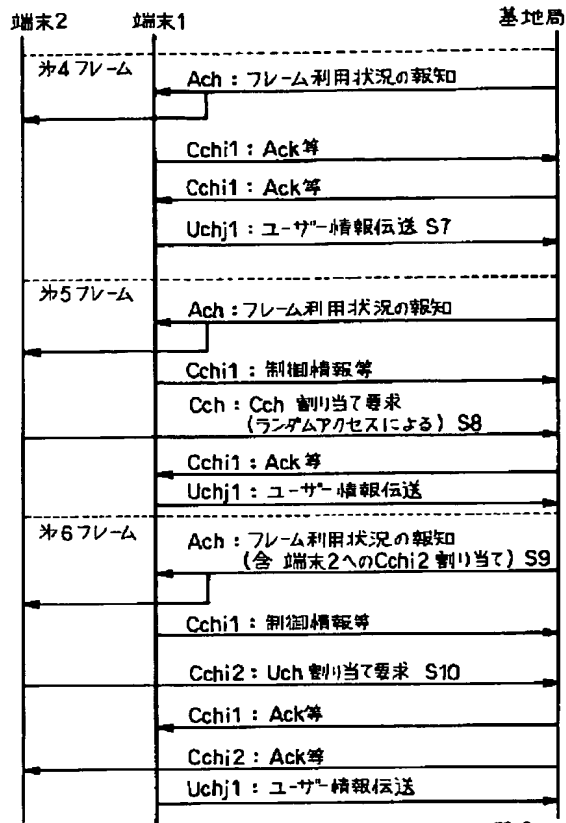 端末2 端末1 基地局
第4フレーム
Ach : フレーム利用状況の報知
Cchi1 : Ack等
Cchi1 : Ack等
Uchj1 : ユーザー情報伝送 S7
第5フレーム
Ach : フレーム利用状況の報知
Cchi1 : 制御情報等
Cch : Cch 割り当て要求
(ランダムアクセスによる) S8
Cchi1 : Ack等
Uchj1 : ユーザー情報伝送
第6フレーム
Ach : フレーム利用状況の報知
(含 端末2へのCchi2 割り当て) S9
Cchi1 : 制御情報等
Cchi2 : Uch 割り当て要求 S10
Cchi1 : Ack等
Cchi2 : Ack等
Uchj1 : ユーザー情報伝送